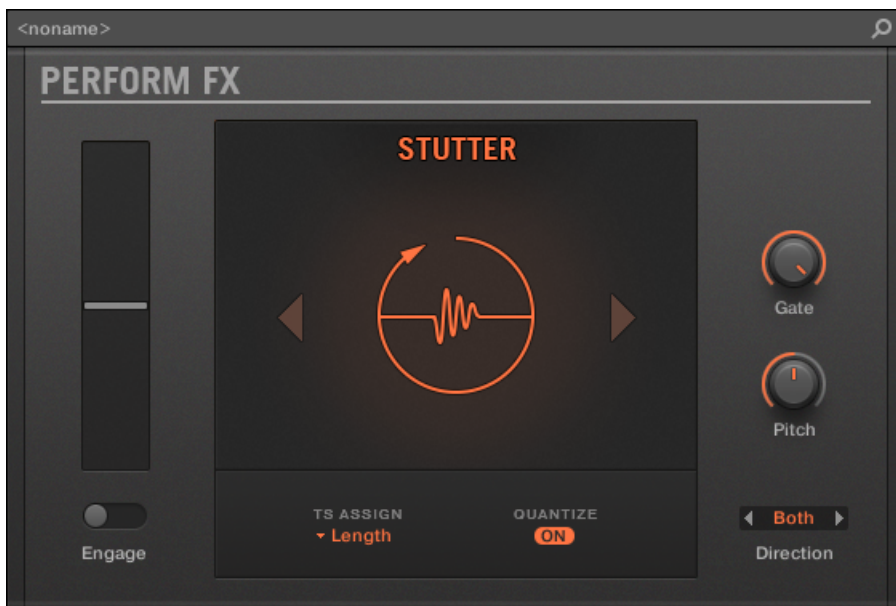 <noname>
PERFORM FX
STUTTER
Gate
Pitch
TS ASSIGN
Length
QUANTIZE
ON
Both
Direction
Engage